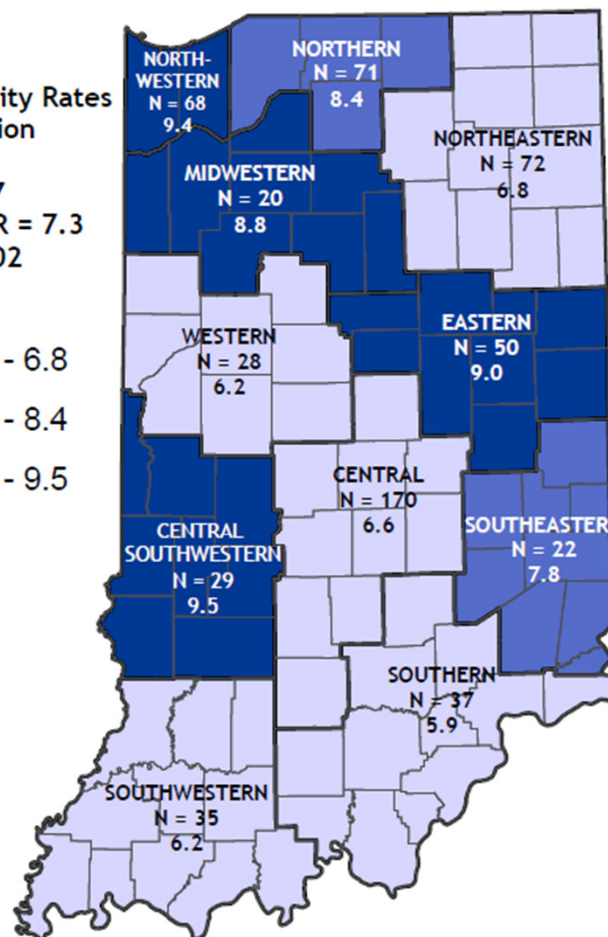 ity Rates
ion
R = 7.3
02
- 6.8
- 8.4
- 9.5
NORTH-
WESTERN
N = 68
9.4
NORTHERN
N = 71
8.4
NORTHEASTERN
N = 72
6.8
MIDWESTERN
N = 20
8.8
EASTERN
N = 50
9.0
WESTERN
N = 28
6.2
CENTRAL
N = 170
6.6
SOUTHEASTER
N = 22
7.8
CENTRAL
SOUTHWESTERN
N = 29
9.5
SOUTHERN
N = 37
5.9
SOUTHWESTERN
N = 35
6.2